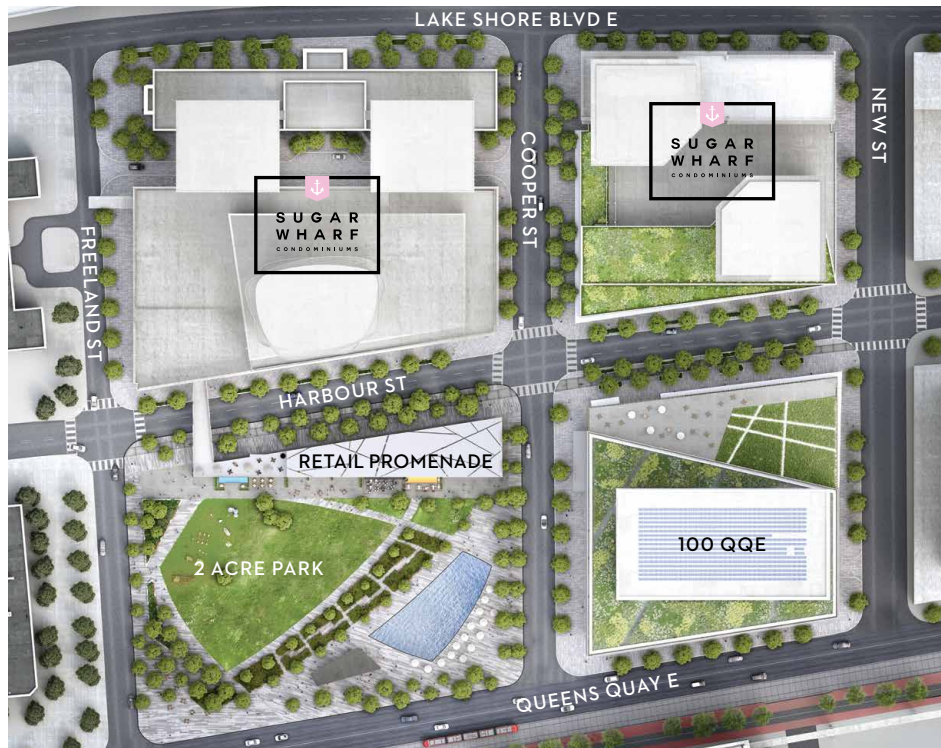 LAKE SHORE BLVD E
SUGAR
WHARF
CONDOMINIUMS
SUGAR
WHARF
CONDOMINIUMS
COOPER ST
NEW ST
FREELAND ST
HARBOUR ST
RETAIL PROMENADE
2 ACRE PARK
100 QQE
QUEENS QUAY E